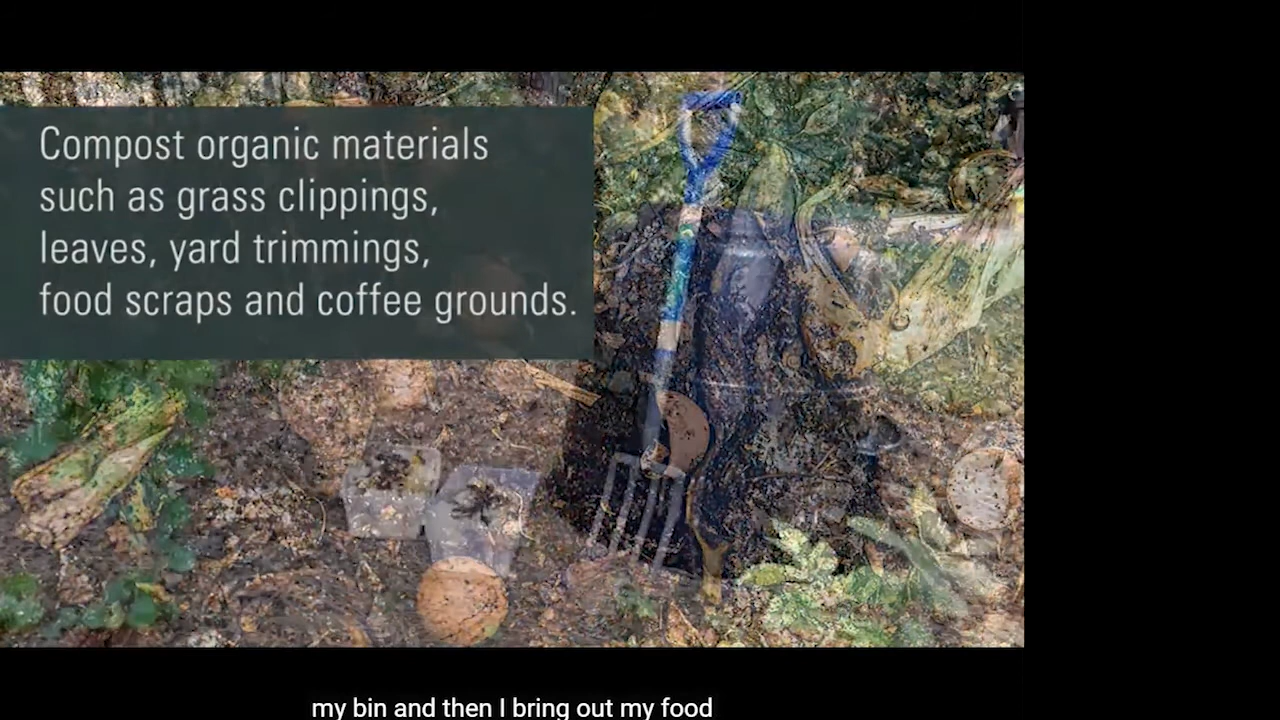 Compost organic materials
such as grass clippings,
leaves, yard trimmings,
food scraps and coffee grounds.
my bin and then I bring out my food